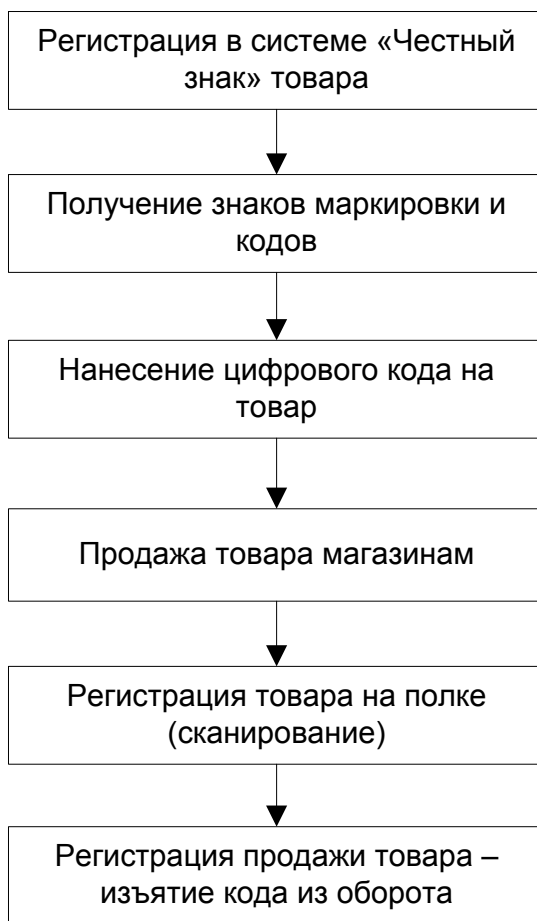 Регистрация в системе «Честный
знак» товара
Получение знаков маркировки и
кодов
Нанесение цифрового кода на
товар
Продажа товара магазинам
Регистрация товара на полке
(сканирование)
Регистрация продажи товара –
изъятие кода из оборота